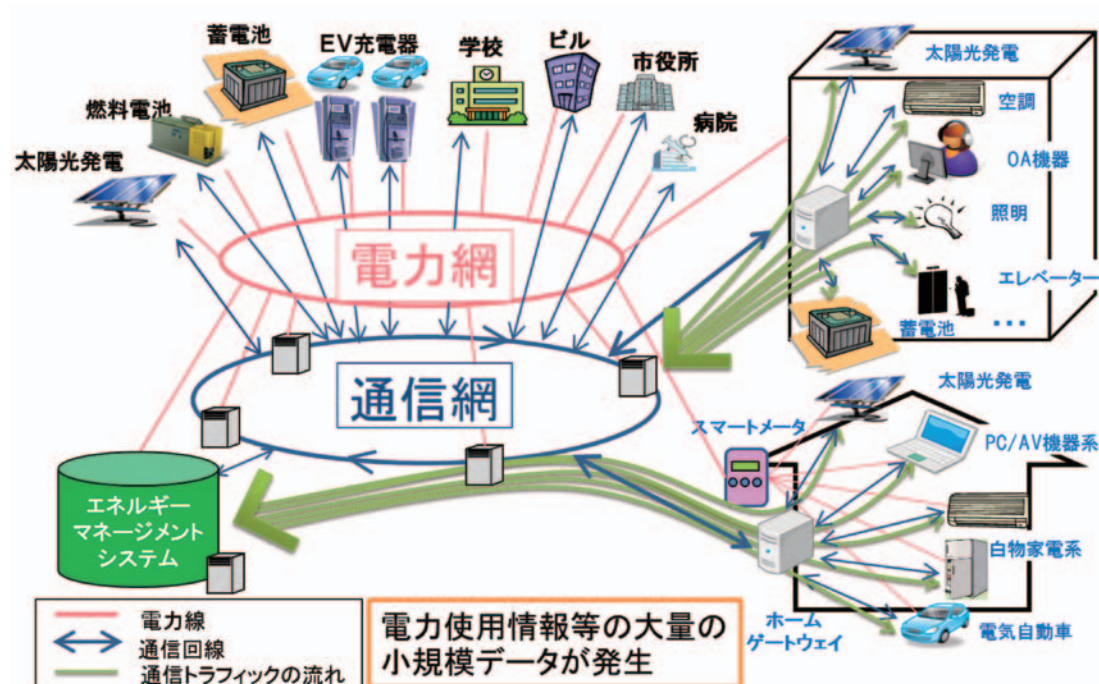 蓄電池
EV充電器
学校
ビル
市役所
病院
燃料電池
太陽光発電
電力網
通信網
エネルギー
マネージメント
システム
太陽光発電
空調
OA機器
照明
エレベーター
蓄電池
・・・
太陽光発電
スマートメータ
PC/AV機器系
白物家電系
電気自動車
ホーム
ゲートウェイ
電力線
通信回線
通信トラフィックの流れ
電力使用情報等の大量の
小規模データが発生